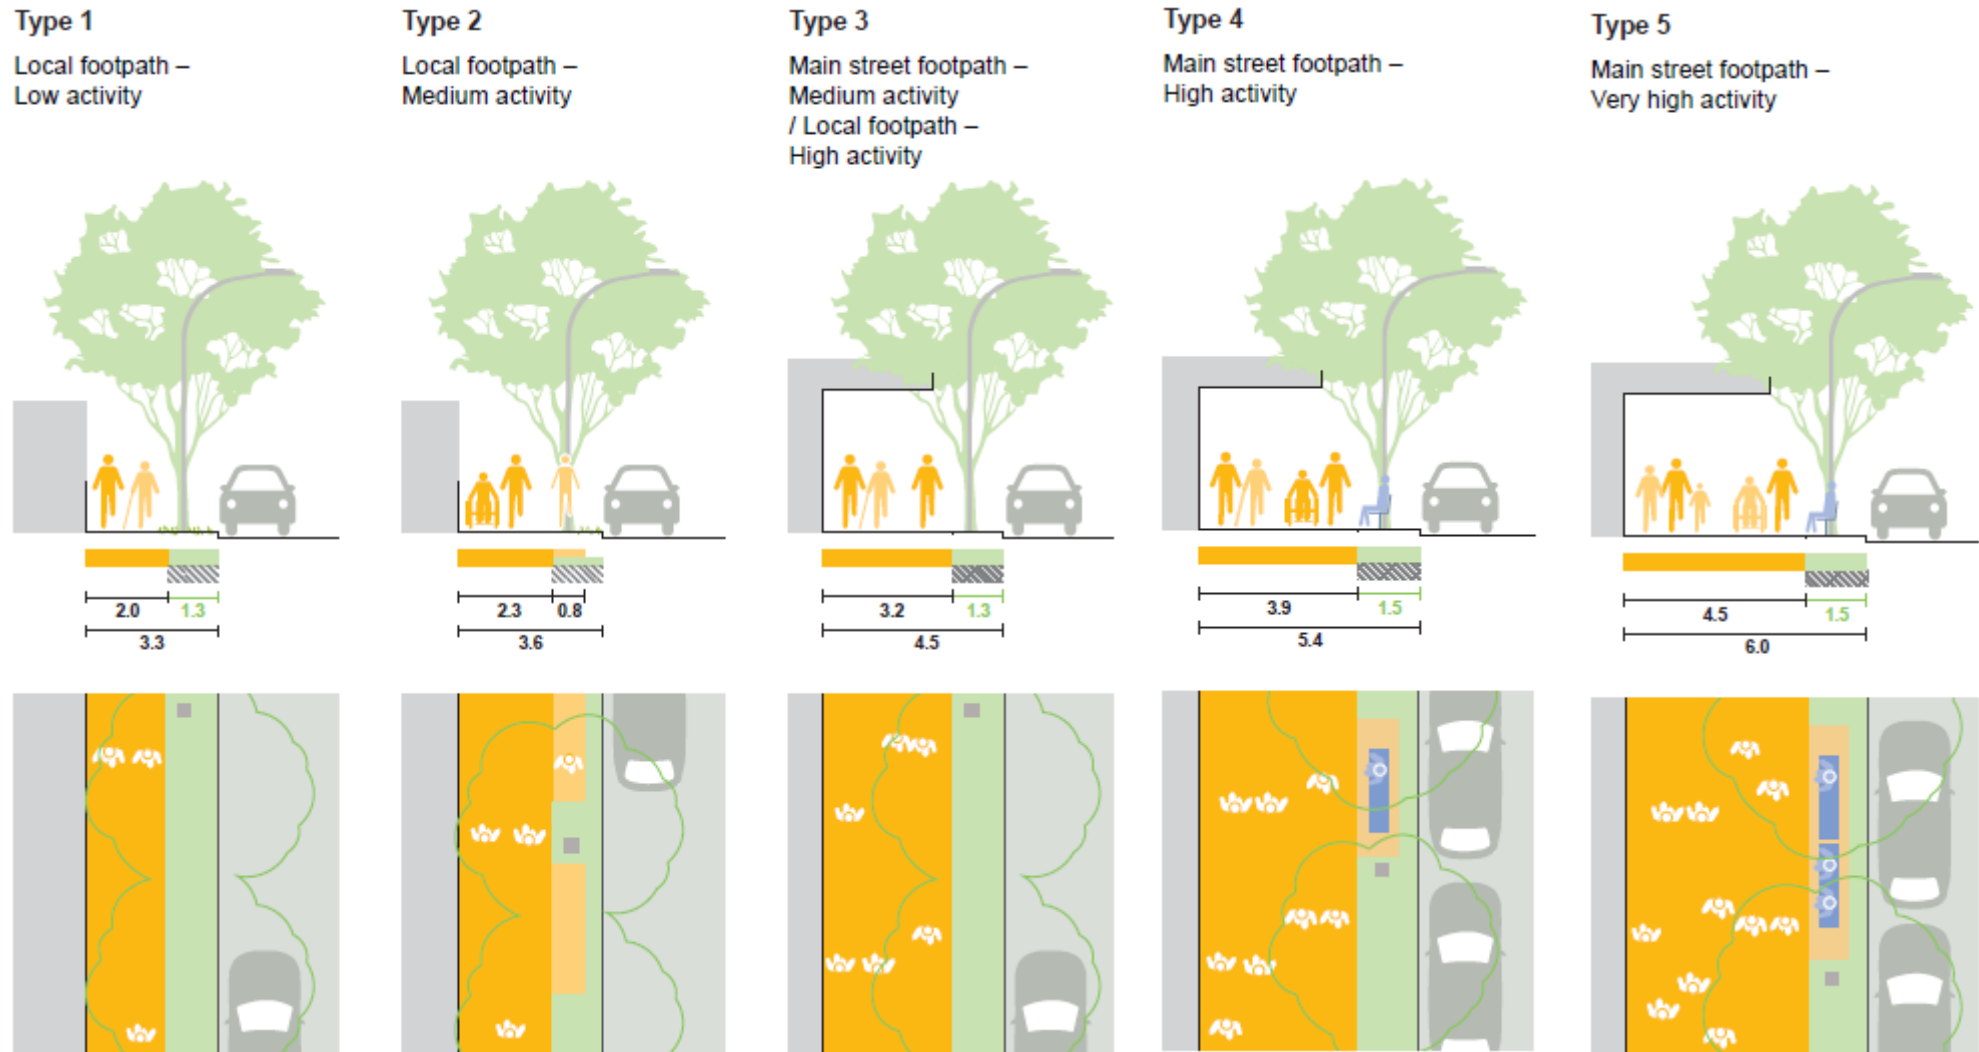 Type 1
Local footpath –
Low activity
Type 2
Local footpath –
Medium activity
Type 3
Main street footpath –
Medium activity
/ Local footpath –
High activity
Type 4
Main street footpath –
High activity
Type 5
Main street footpath –
Very high activity
2.0 1.3
3.3
2.3 0.8
3.6
3.2 1.3
4.5
3.9 1.5
5.4
4.5 1.5
6.0